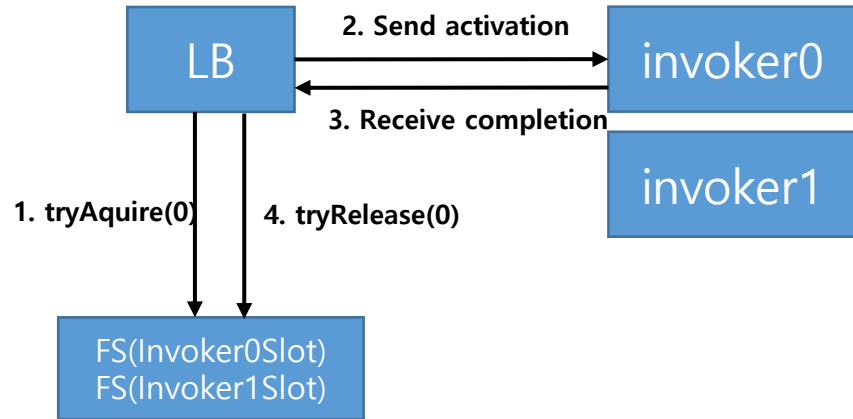 2. Send activation
LB
invoker0
3. Receive completion
invoker1
1. tryAquire(0)
4. tryRelease(0)
FS(Invoker0Slot)
FS(Invoker1Slot)